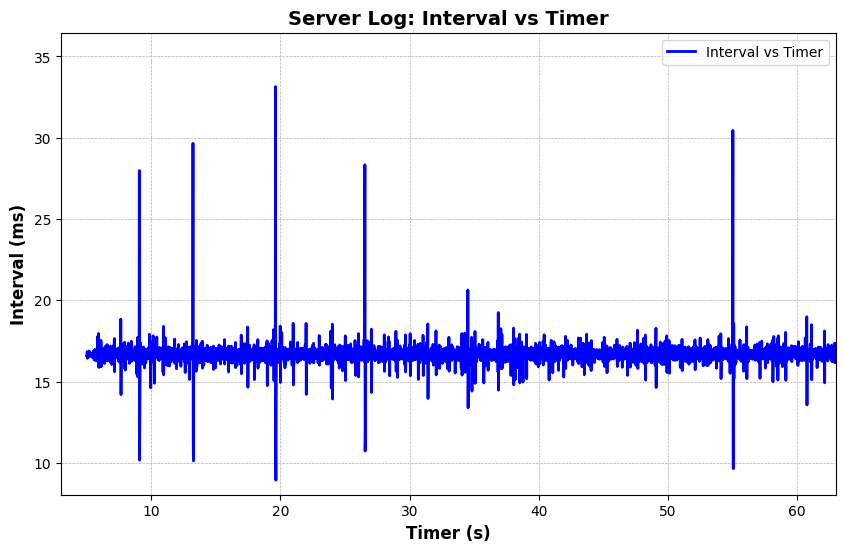 Server Log: Interval vs Timer
Interval vs Timer
35
30
25
20
15
10
Interval (ms)
10 20 30 40 50 60
Timer (s)